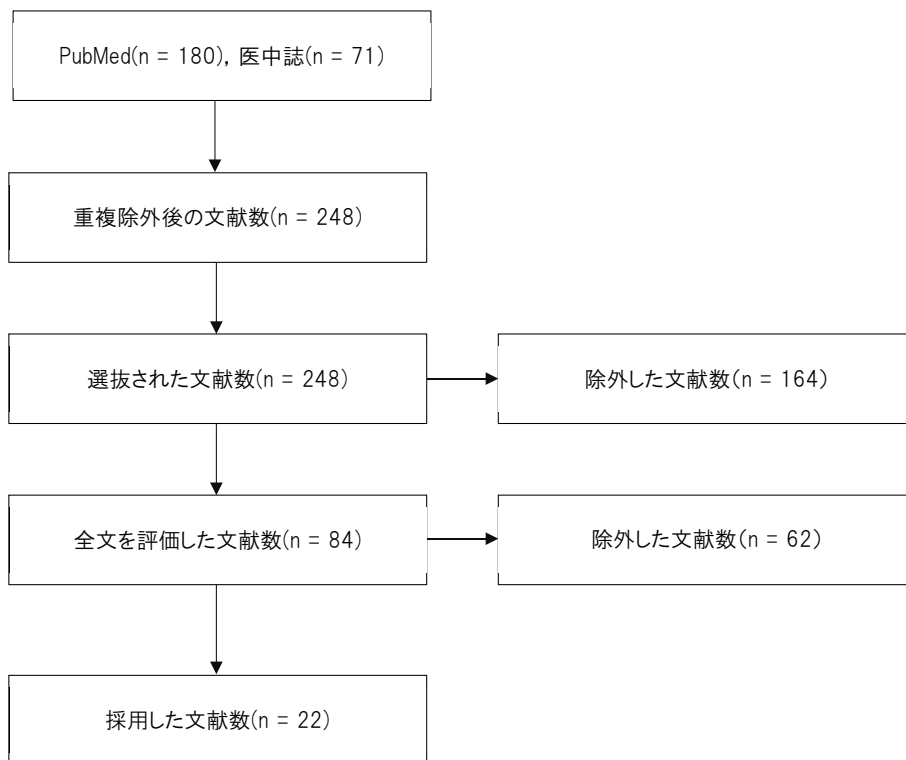 PubMed(n = 180), 医中誌(n = 71)
重複除外後の文献数(n = 248)
選抜された文献数(n = 248)
除外した文献数(n = 164)
全文を評価した文献数(n = 84)
除外した文献数(n = 62)
採用した文献数(n = 22)